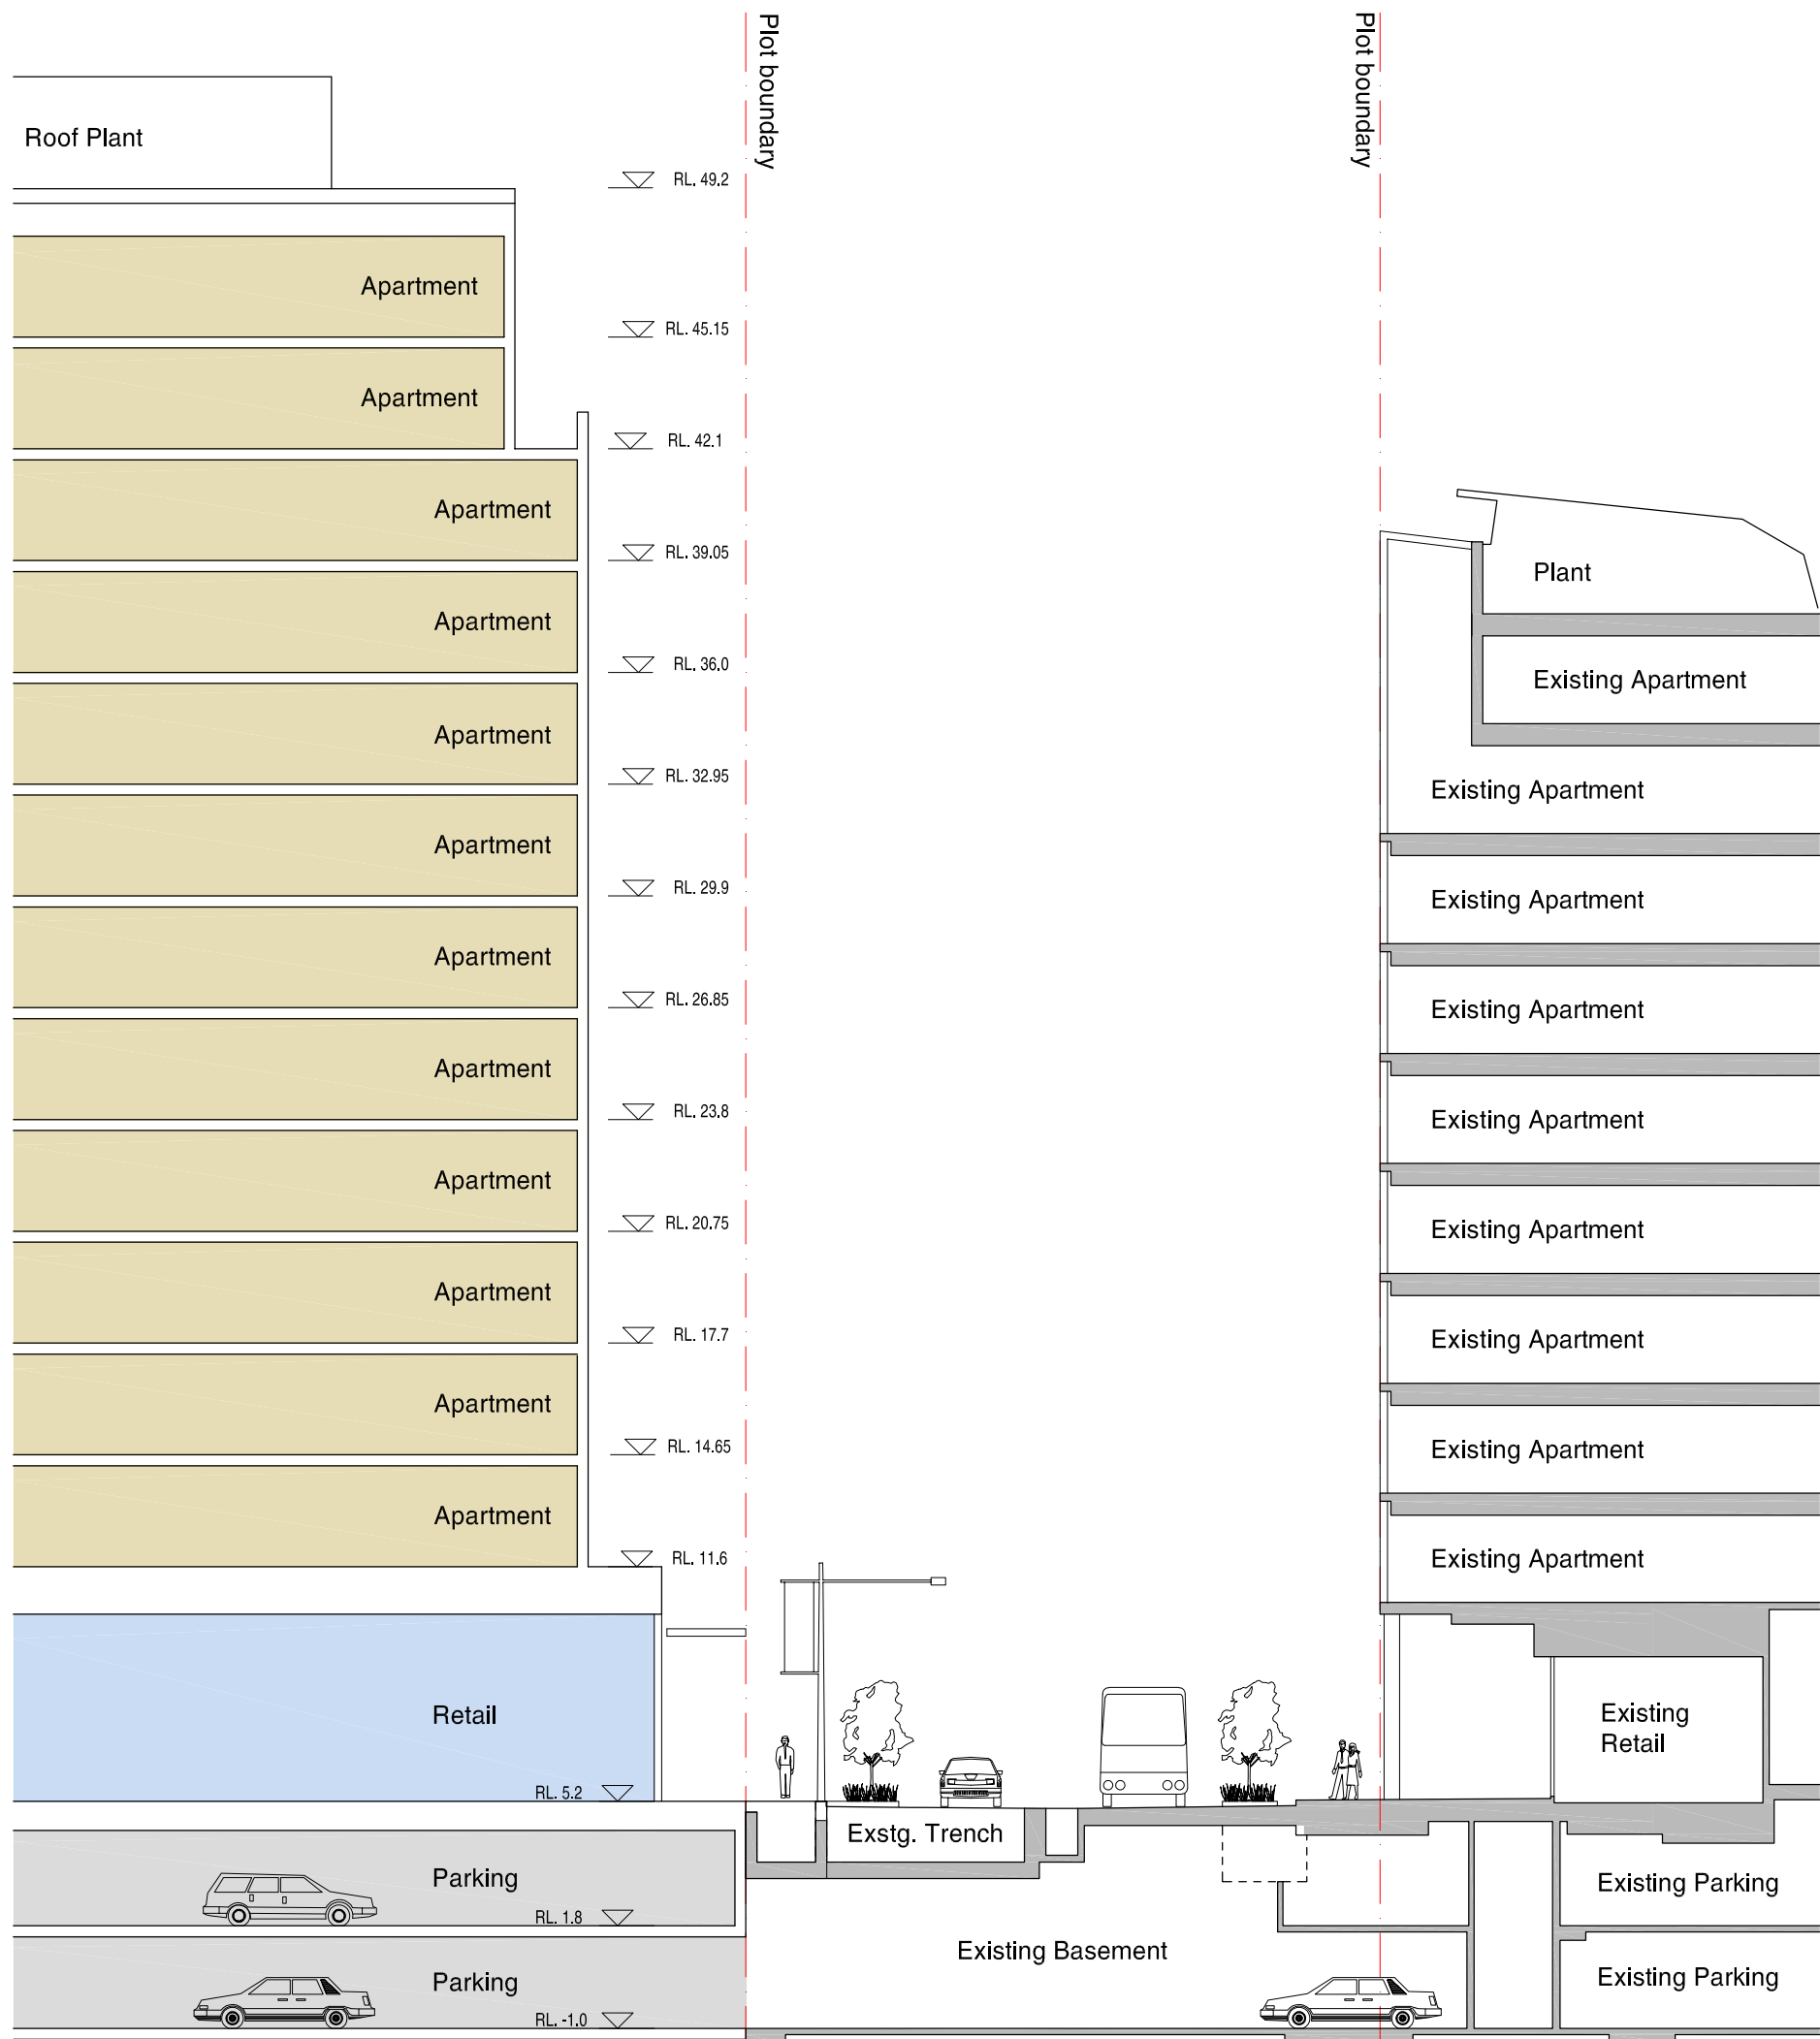 Plot boundary
Plot boundary
Roof Plant
RL. 49.2
Apartment
RL. 45.15
Apartment
RL. 42.1
Apartment
RL. 39.05
Plant
Apartment
RL. 36.0
Existing Apartment
Apartment
RL. 32.95
Existing Apartment
Apartment
RL. 29.9
Existing Apartment
Apartment
RL. 26.85
Existing Apartment
Apartment
RL. 23.8
Existing Apartment
Apartment
RL. 20.75
Existing Apartment
Apartment
RL. 17.7
Existing Apartment
Apartment
RL. 14.65
Existing Apartment
Apartment
RL. 11.6
Existing Apartment
Retail
Existing
Retail
RL. 5.2
Exstg. Trench
Parking
Existing Parking
RL. 1.8
Existing Basement
Parking
Existing Parking
RL. -1.0